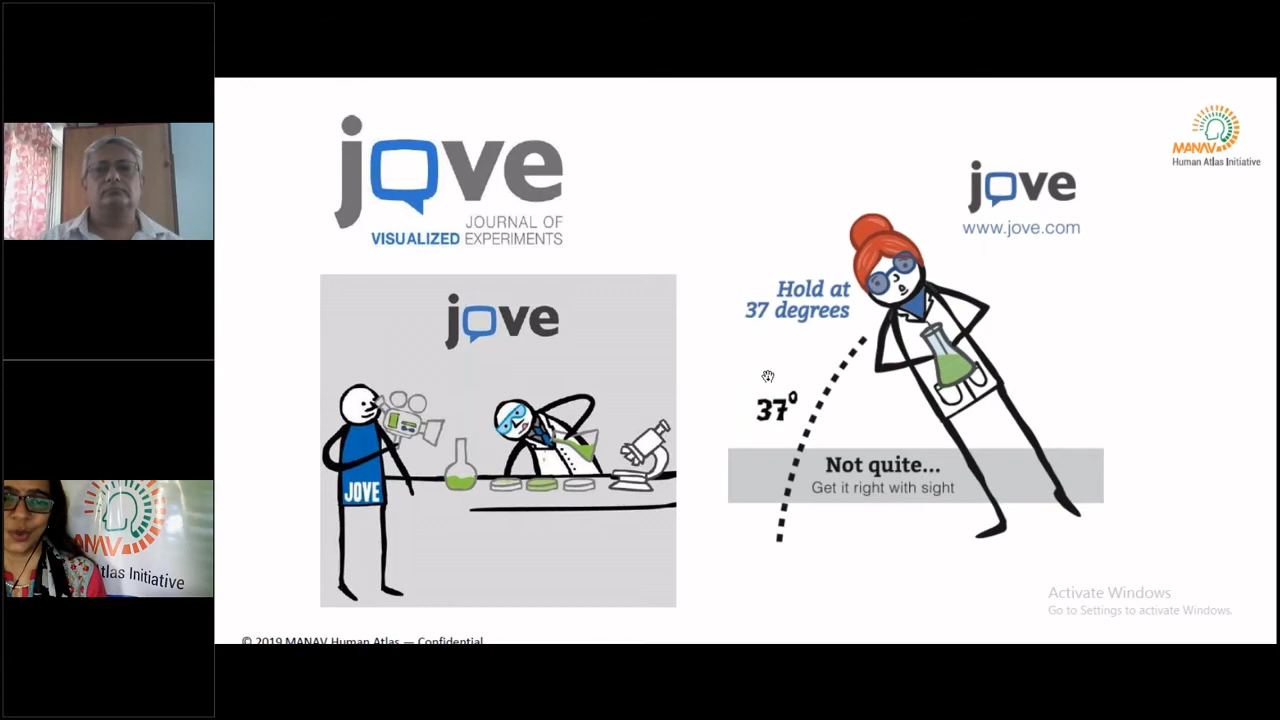 jove
JOURNAL OF
VISUALIZED EXPERIMENTS
jove
JOVE
MANAV
Human Atlas Initiative
jove
www.jove.com
Hold at
37 degrees
37°
Not quite...
Get it right with sight
Activate Windows
Go to Settings to activate Windows.
© 2019 MANAV Human Atlas — Confidential
ANAV
tlas Initiative